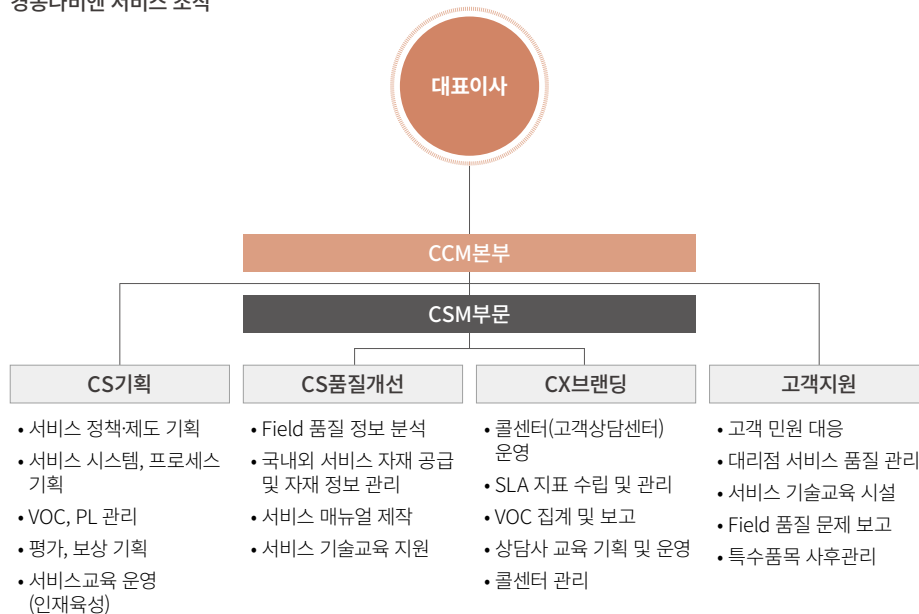 경동나비엔 서비스 조직
대표이사
CCM본부
CSM부문
CS기획
• 서비스 정책·제도 기획
• 서비스 시스템, 프로세스
기획
• VOC, PL 관리
• 평가, 보상 기획
• 서비스교육 운영
(인재육성)
CS품질개선
• Field 품질 정보 분석
• 국내외 서비스 자재 공급
및 자재 정보 관리
• 서비스 매뉴얼 제작
• 서비스 기술교육 지원
CX브랜딩
• 콜센터(고객상담센터)
운영
• SLA 지표 수립 및 관리
• VOC 집계 및 보고
• 상담사 교육 기획 및 운영
• 콜센터 관리
고객지원
• 고객 민원 대응
• 대리점 서비스 품질 관리
• 서비스 기술교육 시설
• Field 품질 문제 보고
• 특수품목 사후관리